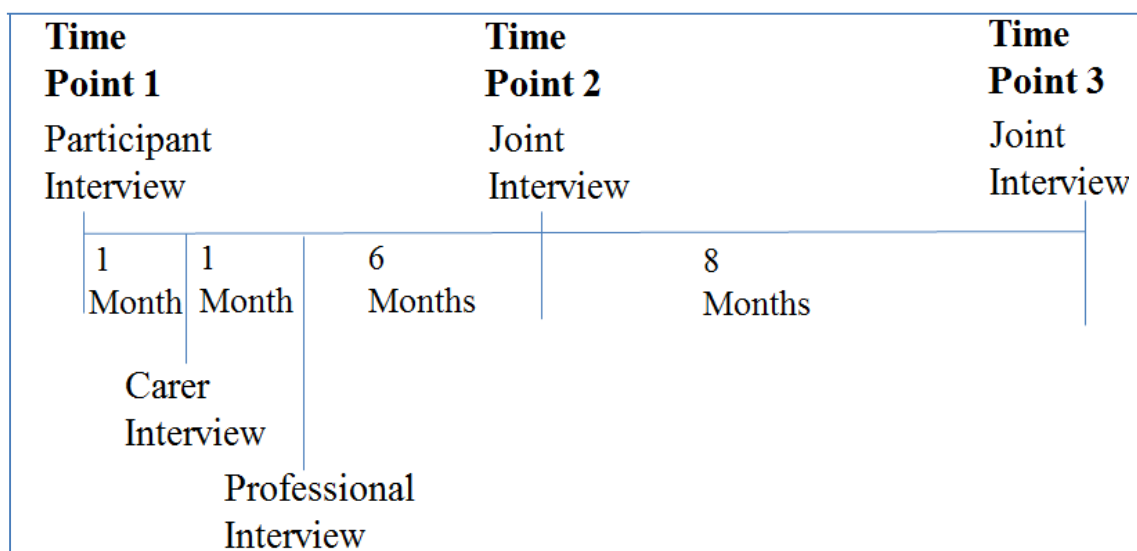 Time
Point 1
Participant
Interview
Time
Point 2
Joint
Interview
Time
Point 3
Joint
Interview
1
Month
1
Month
6
Months
8
Months
Carer
Interview
Professional
Interview